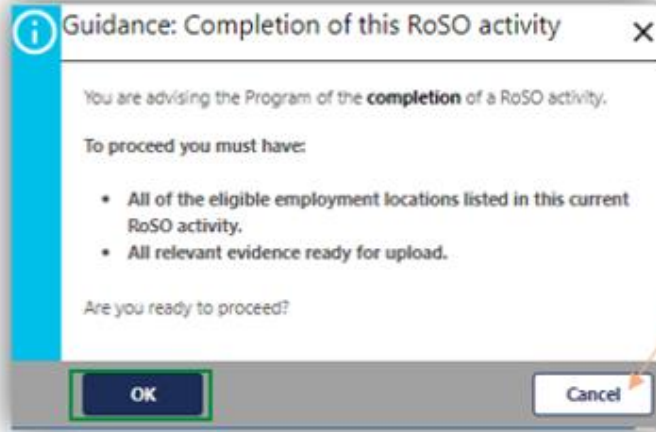 Guidance: Completion of this RoSO activity
You are advising the Program of the completion of a RoSO activity.
To proceed you must have:
• All of the eligible employment locations listed in this current
RoSO activity.
• All relevant evidence ready for upload.
Are you ready to proceed?
OK
Cancel